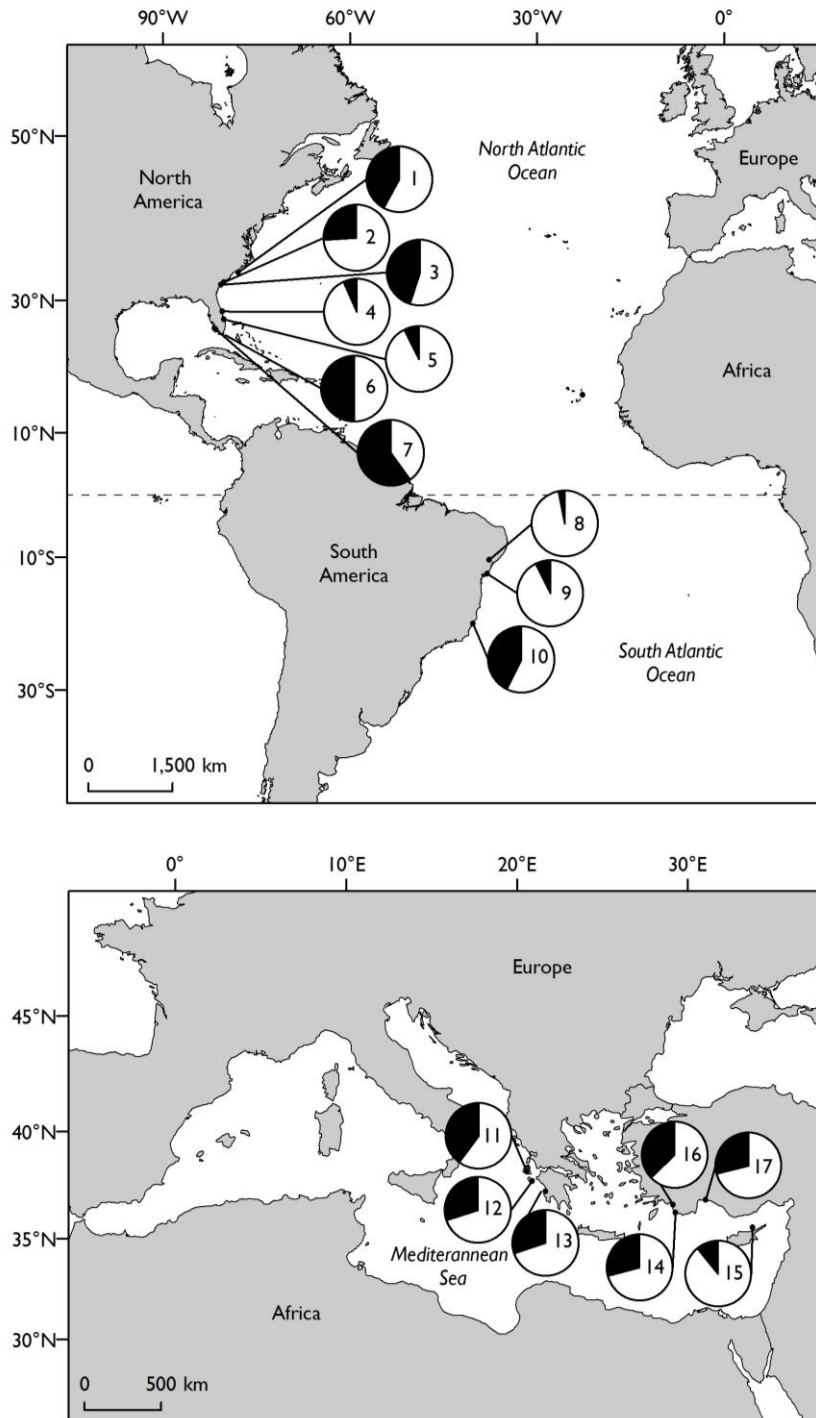 90°W 60°W 30°W 0°
50°N
North Atlantic
Ocean
Europe
North
America
1
2
3
30°N
4
5
Africa
6
10°N
7
8
10°S
South
America
9
10
South Atlantic
Ocean
30°S
0 1,500 km
0° 10°E 20°E 30°E
Europe
45°N
40°N
11
16
17
12
35°N
13
Mediterannean
Sea
14
15
Africa
30°N
0 500 km